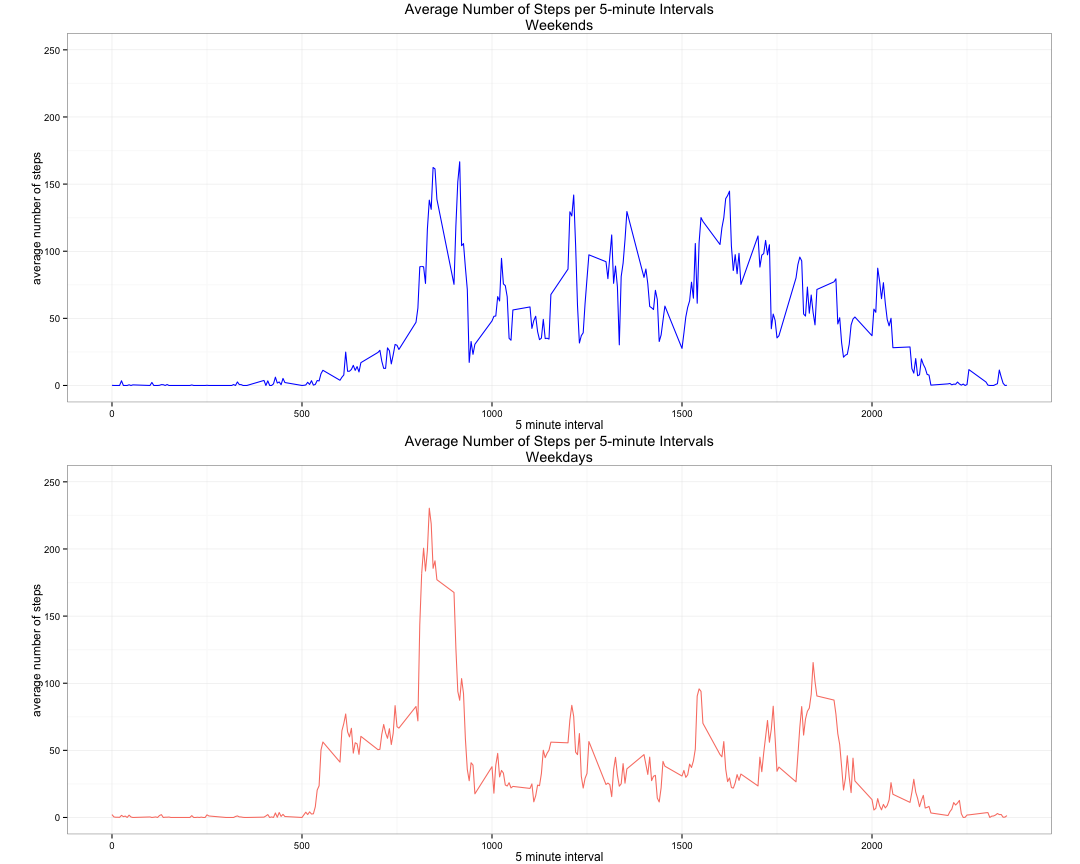 Average Number of Steps per 5-minute Intervals
Weekends
average number of steps
250
200
150
100
50
0
0 500 1000 1500 2000
5 minute interval
Average Number of Steps per 5-minute Intervals
Weekdays
average number of steps
250
200
150
100
50
0
0 500 1000 1500 2000
5 minute interval